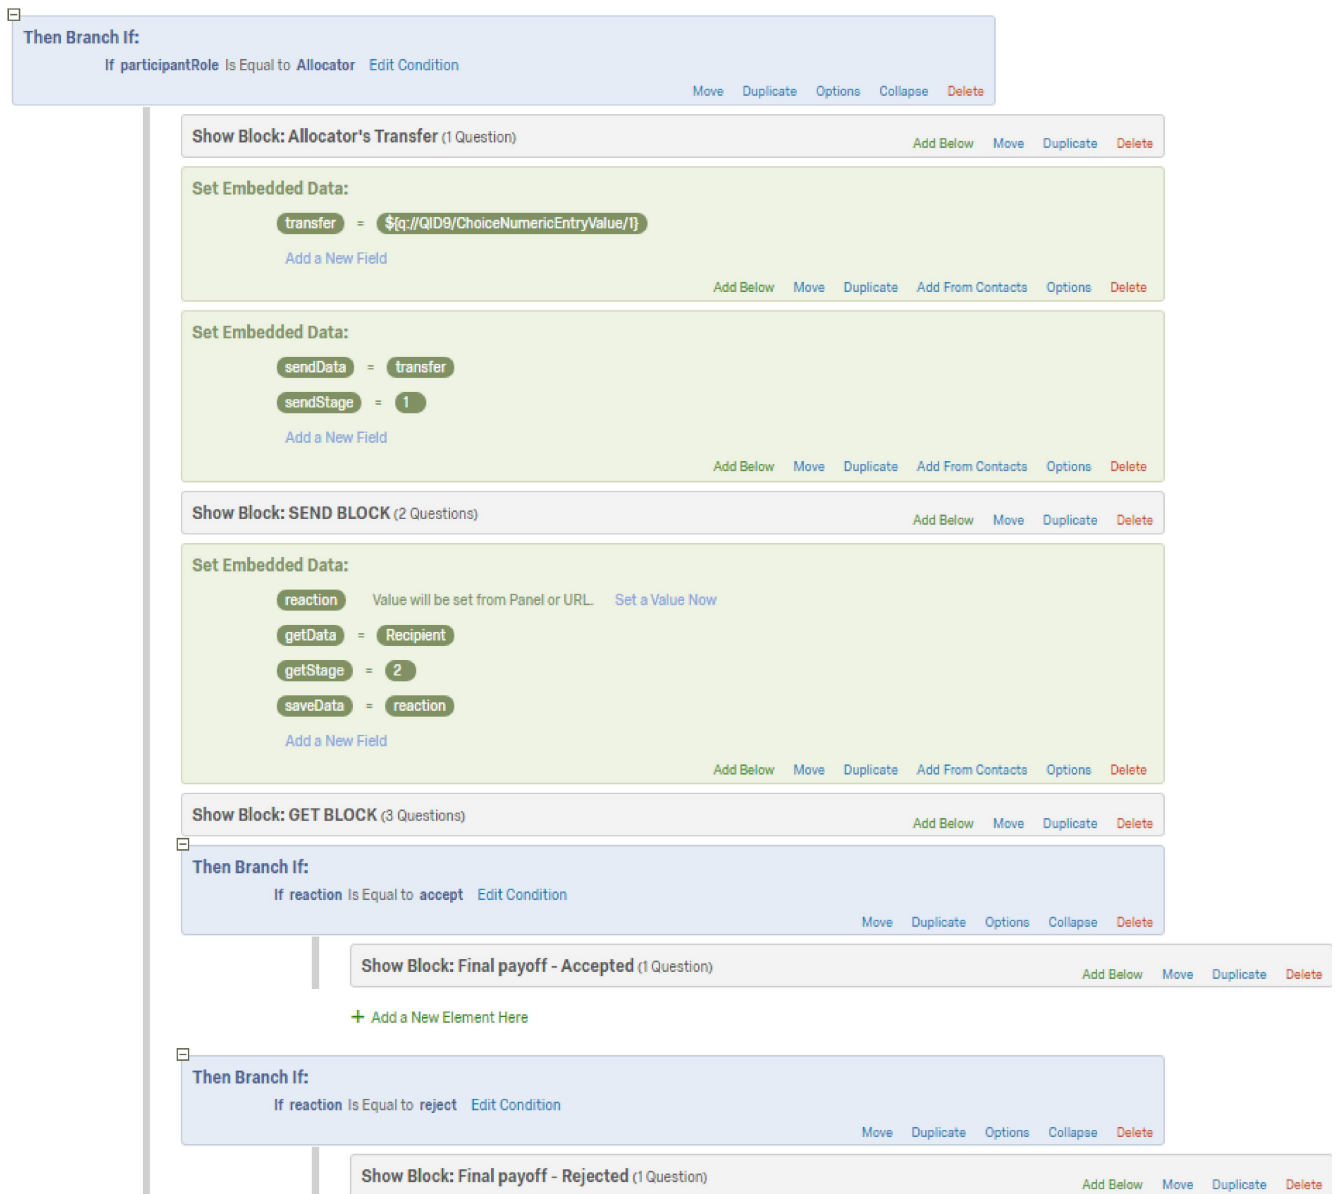 Then Branch If:
If participantRole Is Equal to Allocator Edit Condition
Move Duplicate Options Collapse Delete
Show Block: Allocator's Transfer (1 Question)
Add Below Move Duplicate Delete
Set Embedded Data:
transfer = ${q://QID9/ChoiceNumericEntryValue/1}
Add a New Field
Add Below Move Duplicate Add From Contacts Options Delete
Set Embedded Data:
sendData = transfer
sendStage = 1
Add a New Field
Add Below Move Duplicate Add From Contacts Options Delete
Show Block: SEND BLOCK (2 Questions)
Add Below Move Duplicate Delete
Set Embedded Data:
reaction Value will be set from Panel or URL. Set a Value Now
getData = Recipient
getStage = 2
saveData = reaction
Add a New Field
Add Below Move Duplicate Add From Contacts Options Delete
Show Block: GET BLOCK (3 Questions)
Add Below Move Duplicate Delete
Then Branch If:
If reaction Is Equal to accept Edit Condition
Move Duplicate Options Collapse Delete
Show Block: Final payoff - Accepted (1 Question)
Add Below Move Duplicate Delete
+ Add a New Element Here
Then Branch If:
If reaction Is Equal to reject Edit Condition
Move Duplicate Options Collapse Delete
Show Block: Final payoff - Rejected (1 Question)
Add Below Move Duplicate Delete